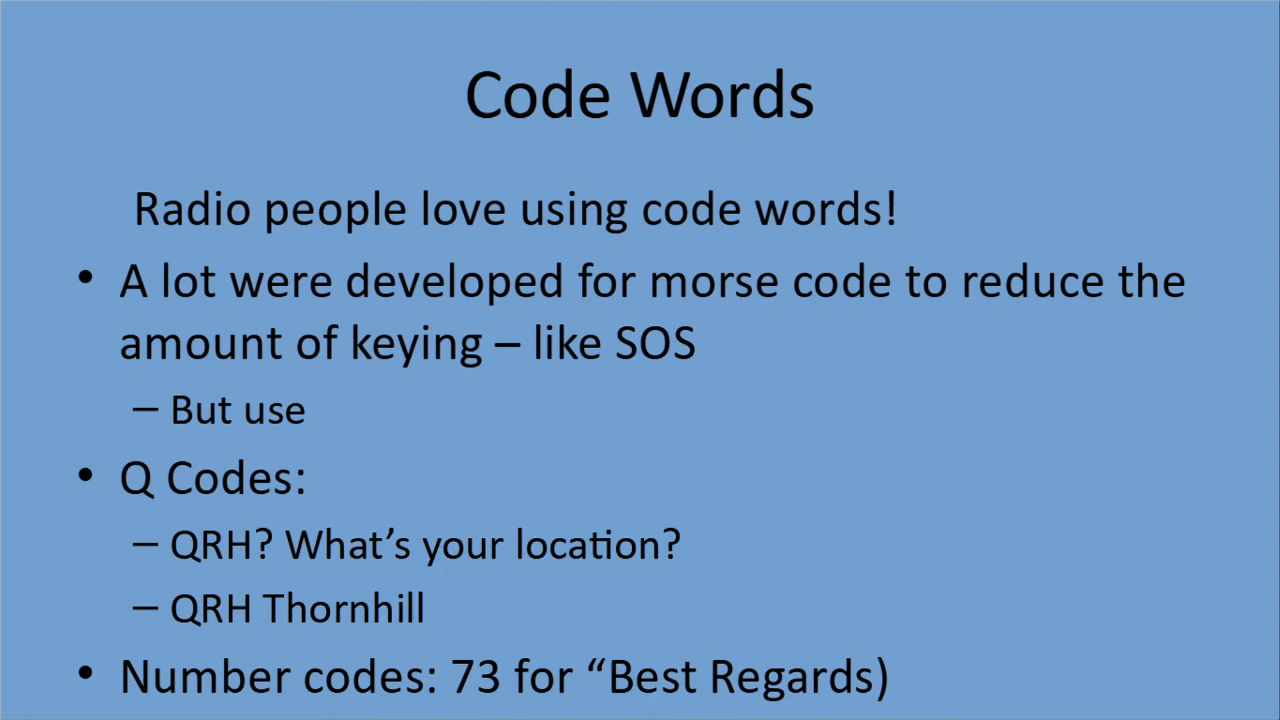 Code Words
Radio people love using code words!
• A lot were developed for morse code to reduce the
amount of keying – like SOS
– But use
• Q Codes:
– QRH? What’s your location?
– QRH Thornhill
• Number codes: 73 for “Best Regards)